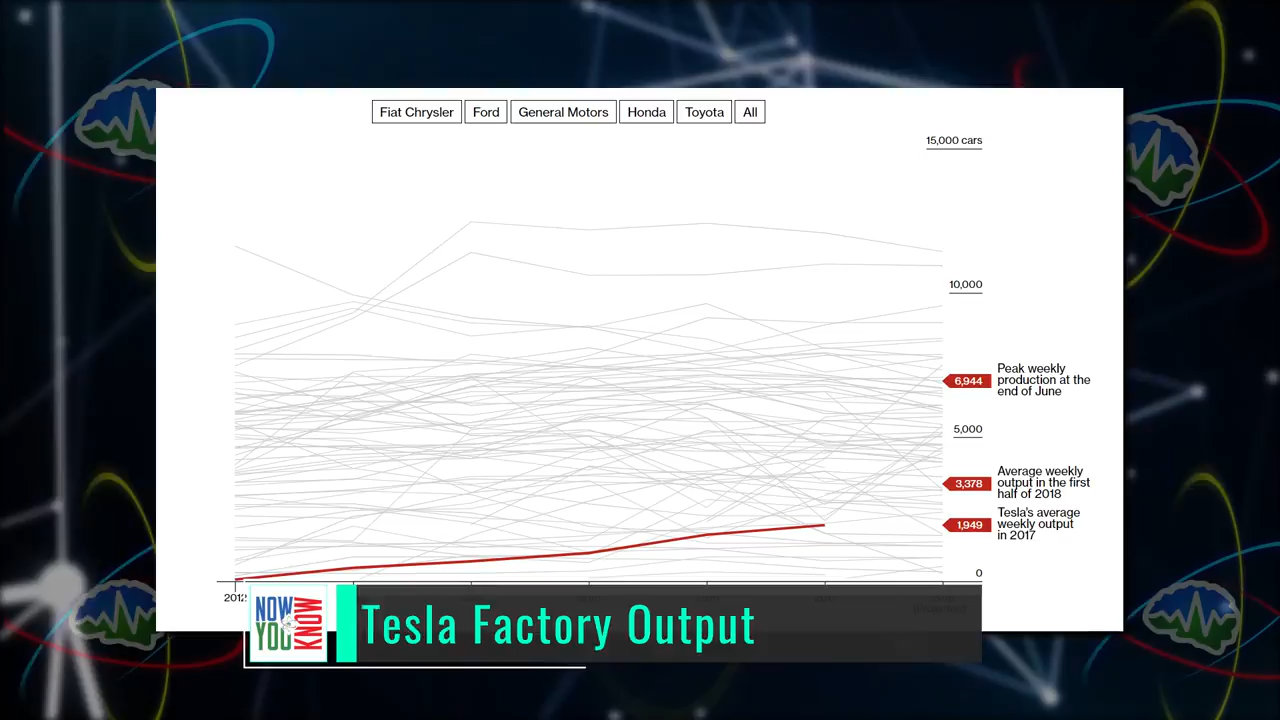 Fiat Chrysler
Ford
General Motors
Honda
Toyota
All
15,000 cars
10,000
6,944
Peak weekly
production at the
end of June
5,000
3,378
Average weekly
output in the first
half of 2018
1,949
Tesla's average
weekly output
in 2017
0
2012
NOW
YOU
KNOW
Tesla Factory Output